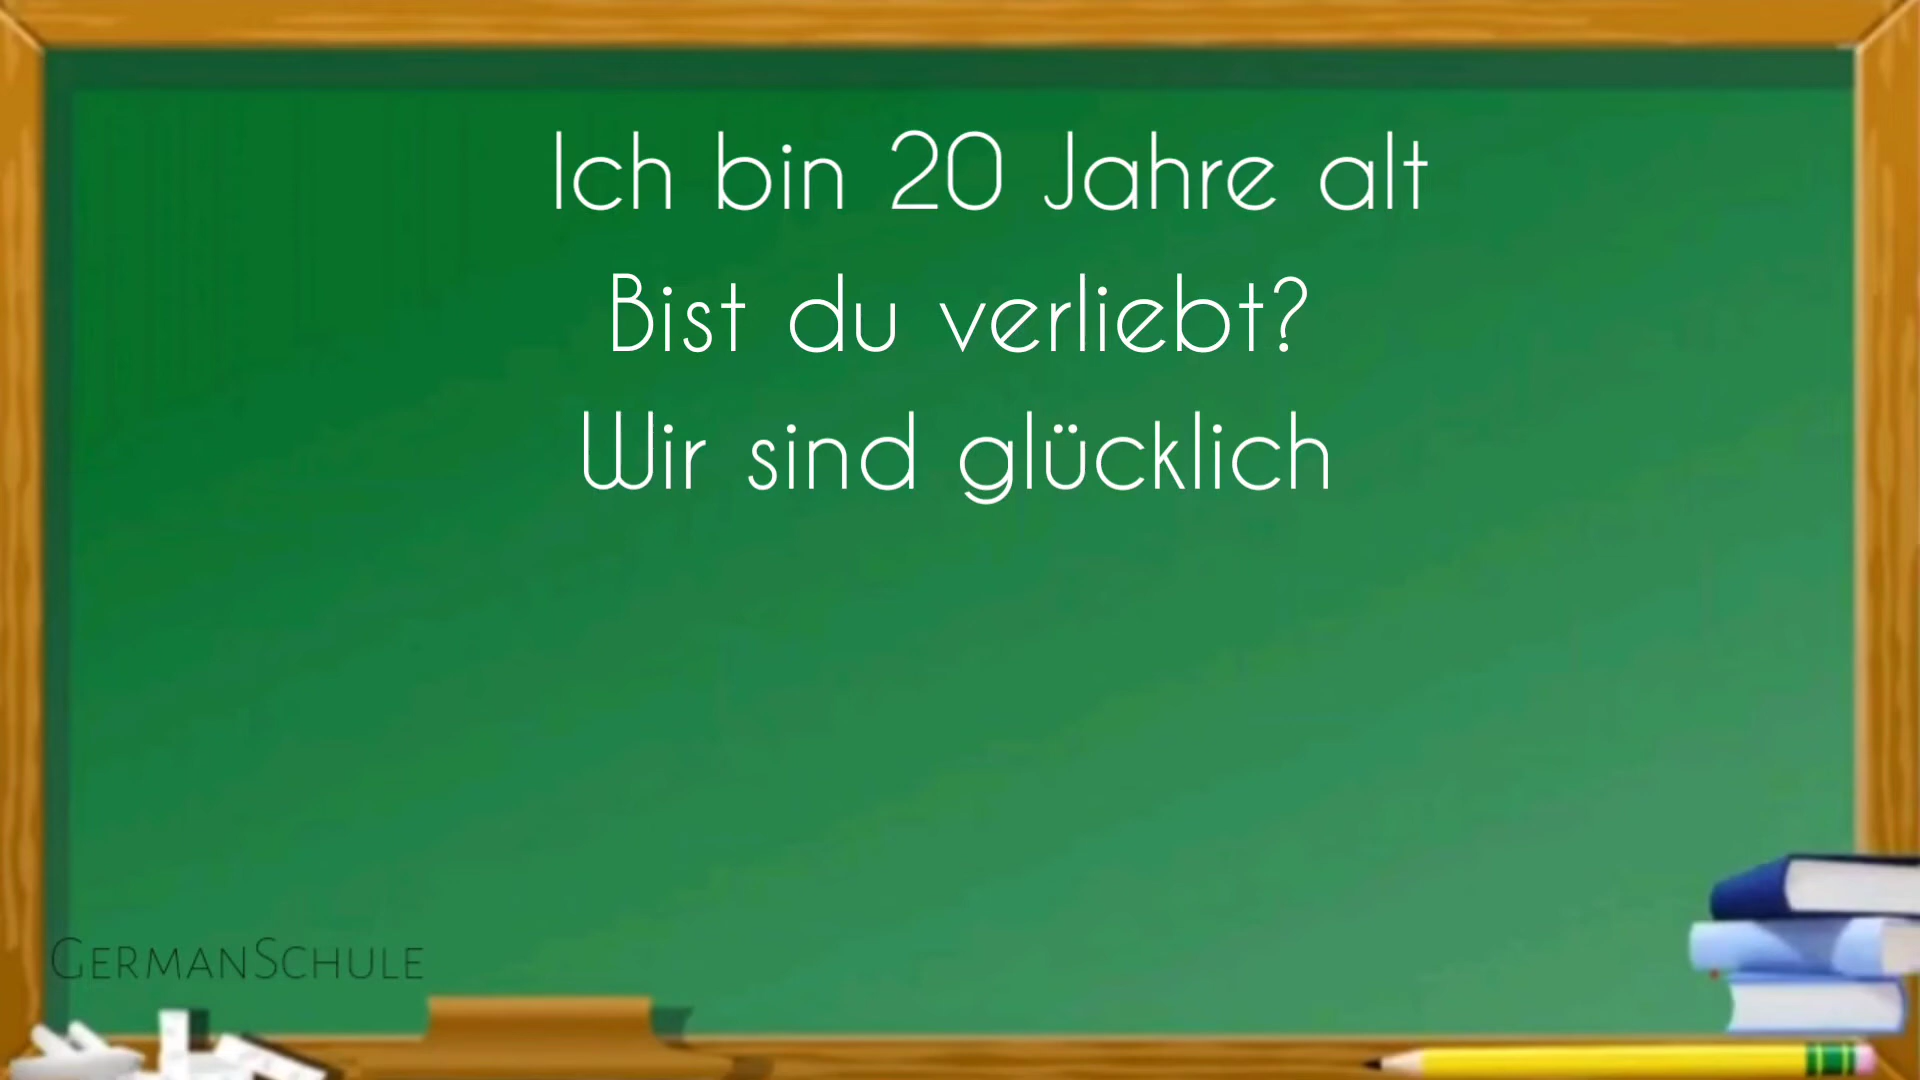 Ich bin 20 Jahre alt
Bist du verliebt?
Wir sind glücklich
GERMANSCHULE